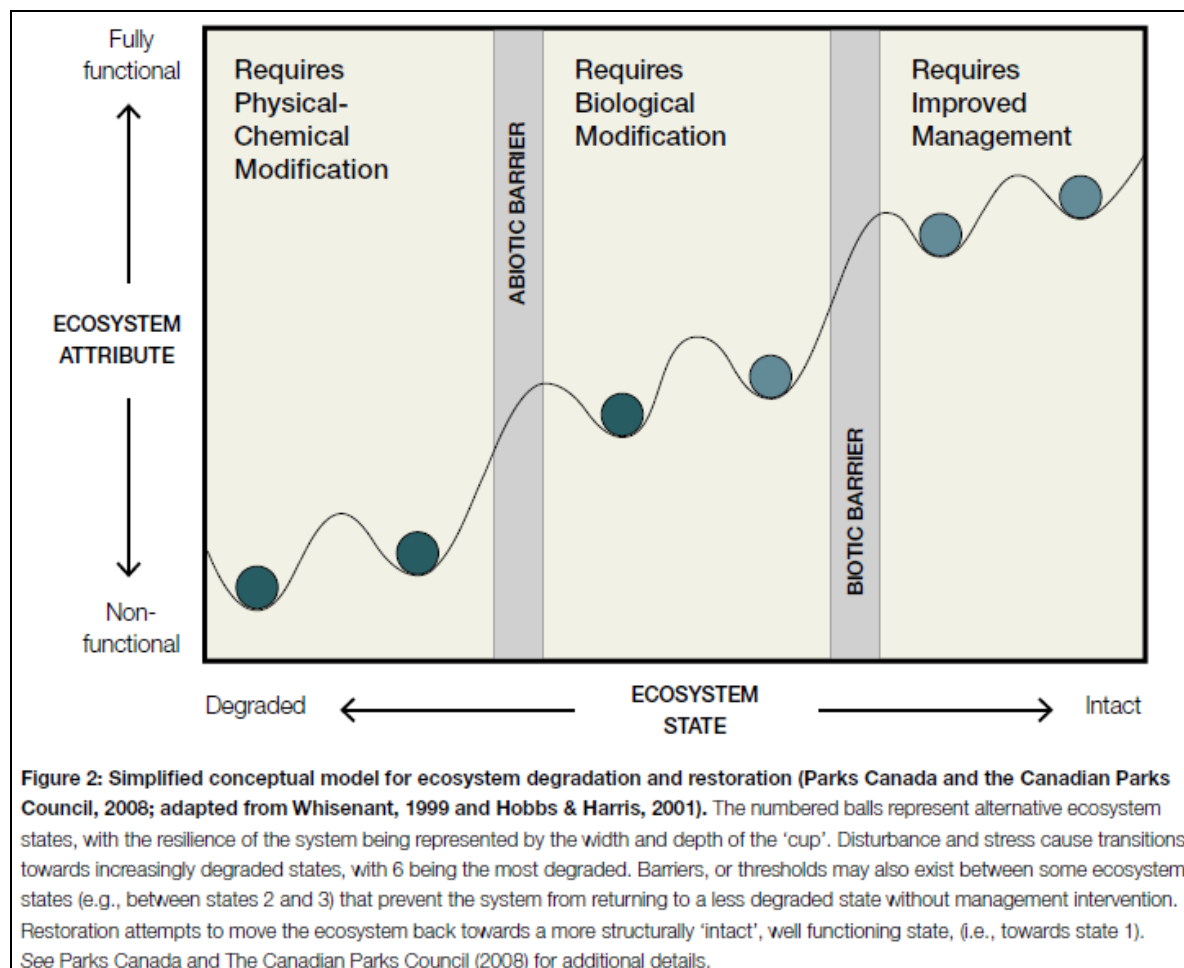 Fully
functional
Requires
Physical-
Chemical
Modification
ABIOTIC BARRIER
Requires
Biological
Modification
BIOTIC BARRIER
Requires
Improved
Management
ECOSYSTEM
ATTRIBUTE
Non-
functional
Degraded
ECOSYSTEM
STATE
Intact
Figure 2: Simplified conceptual model for ecosystem degradation and restoration (Parks Canada and the Canadian Parks
Council, 2008; adapted from Whisenant, 1999 and Hobbs & Harris, 2001). The numbered balls represent alternative ecosystem
states, with the resilience of the system being represented by the width and depth of the ‘cup’. Disturbance and stress cause transitions
towards increasingly degraded states, with 6 being the most degraded. Barriers, or thresholds may also exist between some ecosystem
states (e.g., between states 2 and 3) that prevent the system from returning to a less degraded state without management intervention.
Restoration attempts to move the ecosystem back towards a more structurally ‘intact’, well functioning state, (i.e., towards state 1).
See Parks Canada and The Canadian Parks Council (2008) for additional details.